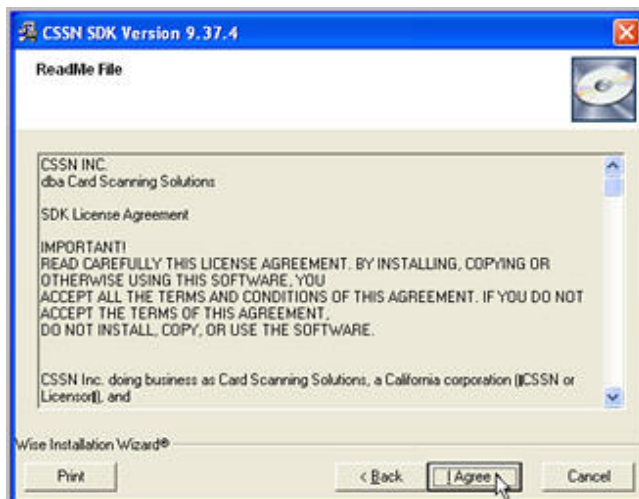 CSSN SDK Version 9.37.4
ReadMe File
CSSN INC.
dba Card Scanning Solutions
SDK License Agreement
IMPORTANT!
READ CAREFULLY THIS LICENSE AGREEMENT. BY INSTALLING, COPYING OR
OTHERWISE USING THIS SOFTWARE, YOU
ACCEPT ALL THE TERMS AND CONDITIONS OF THIS AGREEMENT. IF YOU DO NOT
ACCEPT THE TERMS OF THIS AGREEMENT,
DO NOT INSTALL, COPY, OR USE THE SOFTWARE.
CSSN Inc. doing business as Card Scanning Solutions, a California corporation (|CSSN or
Licensor|), and
Wise Installation Wizard®
Print
< Back
I Agree
Cancel